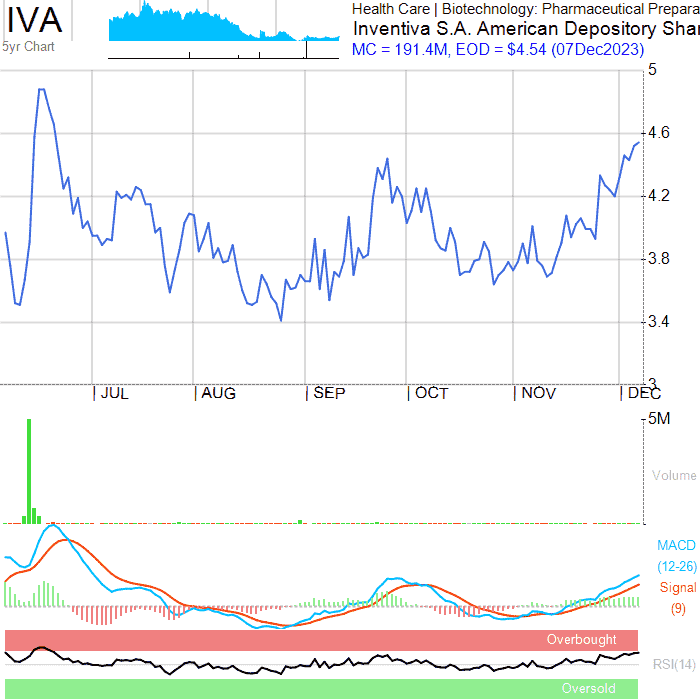 IVA
5yr Chart
Health Care | Biotechnology: Pharmaceutical Prepara
Inventiva S.A. American Depository Shar
MC = 191.4M, EOD = $4.54 (07Dec2023)
5
4.6
4.2
3.8
3.4
3
| JUL | AUG | SEP | OCT | NOV | DEC
5M
Volume
MACD
(12-26)
Signal
(9)
Overbought
RSI(14)
Oversold